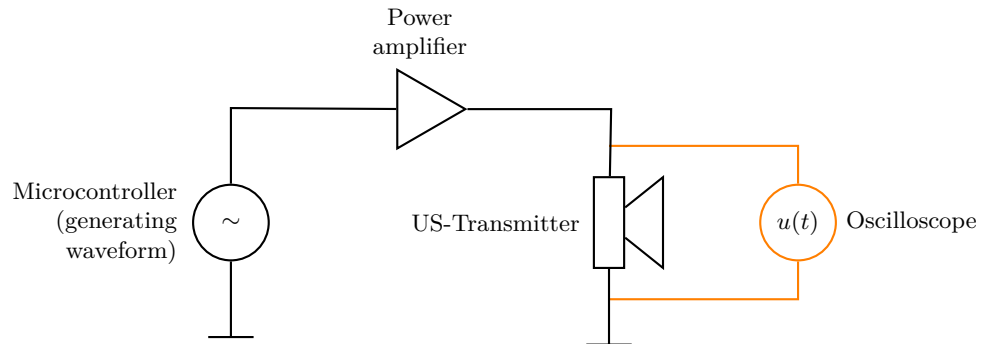 Power
amplifier
Microcontroller
(generating
waveform)
~
US-Transmitter
u(t)
Oscilloscope